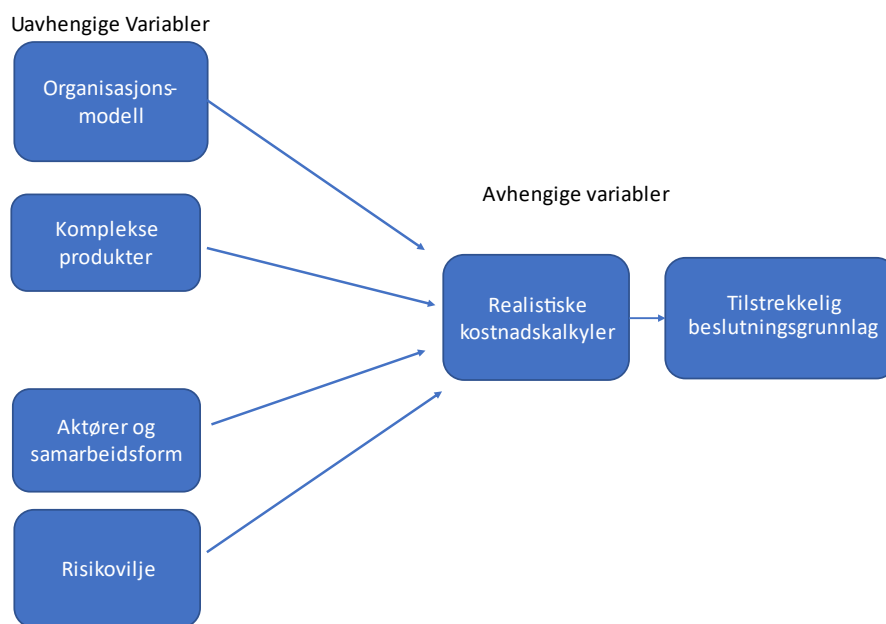 Uavhengige Variabler
Organisasjons-
modell
Komplekse
produkter
Aktører og
samarbeidsform
Risikovilje
Avhengige variabler
Realistiske
kostnadskalkyler
Tilstrekkelig
beslutningsgrunnlag